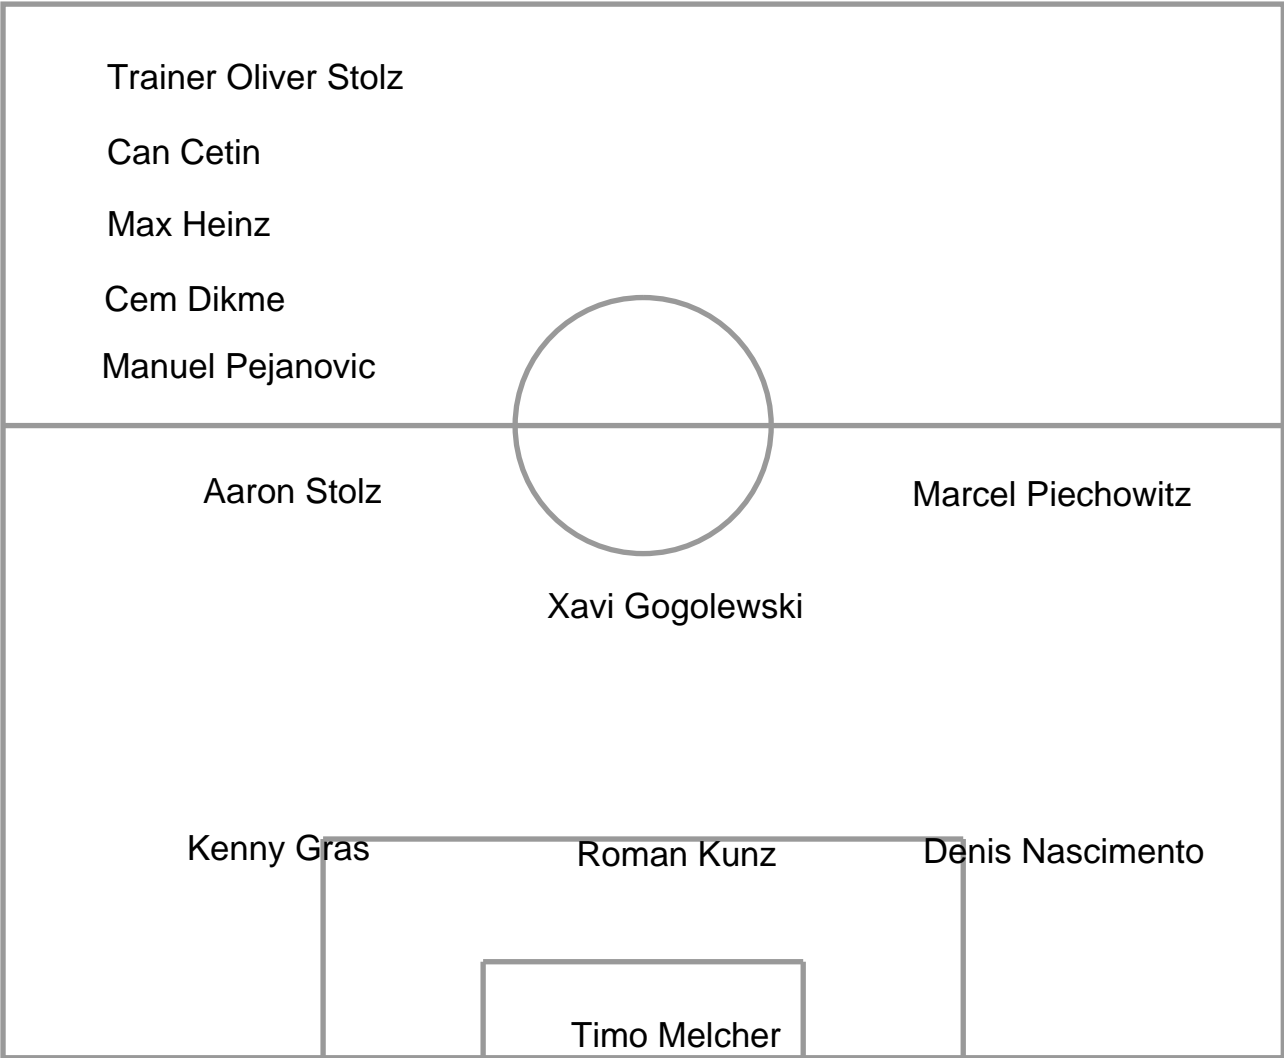 Trainer Oliver Stolz
Can Cetin
Max Heinz
Cem Dikme
Manuel Pejanovic
Aaron Stolz
Marcel Piechowitz
Xavi Gogolewski
Kenny Gras
Roman Kunz
Denis Nascimento
Timo Melcher